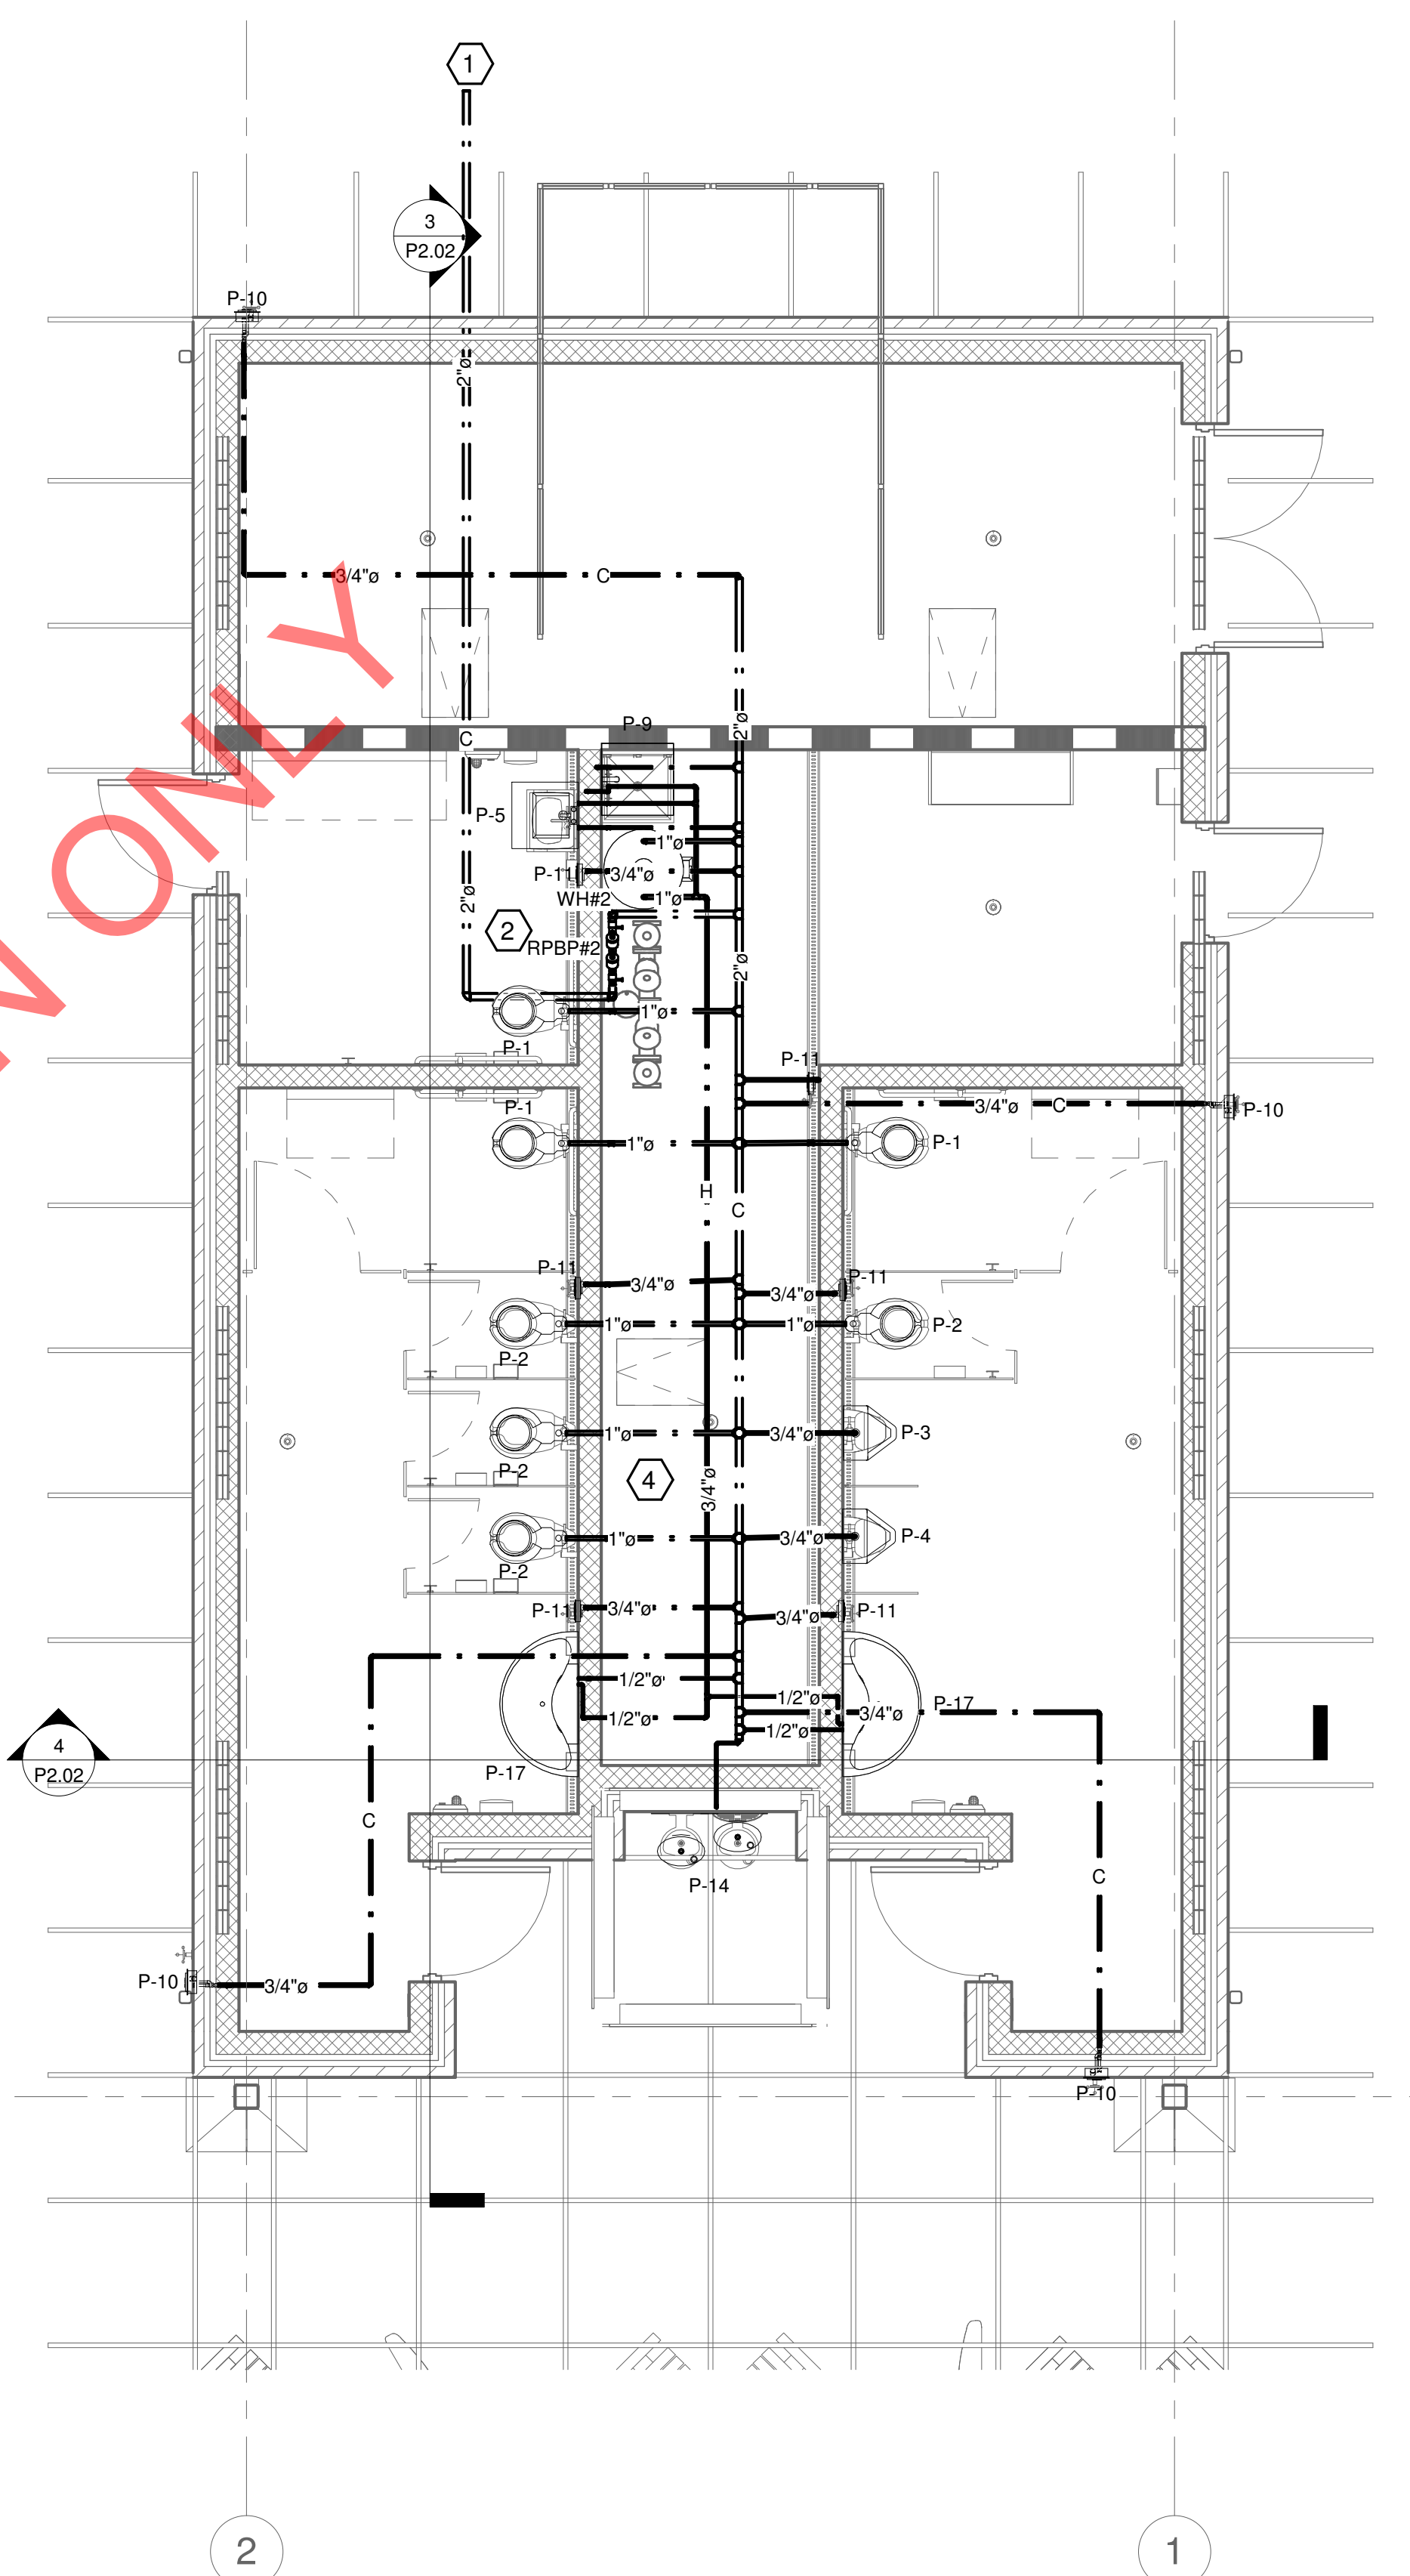 1
3
P2.02
P-10
2"ø
3/4"ø
C
N ONLY
2"ø
P-9
C
P-5
1"ø
P-11
3/4"ø
WH#2
1"ø
2"ø
2
RPBP#2
2"ø
1"ø
P-1
P-11
P-1
3/4"ø
C
P-10
1"ø
P-1
H
C
P-11
3/4"ø
3/4"ø
P-11
1"ø
1"ø
P-2
P-2
1"ø
3/4"ø
P-3
P-2
4
3/4"ø
1"ø
3/4"ø
P-4
P-2
P-11
3/4"ø
3/4"ø
P-11
1/2"ø
1/2"ø
P-17
1/2"ø
3/4"ø
1/2"ø
4
P2.02
P-17
C
C
P-14
P-10
3/4"ø
P-10
2
1